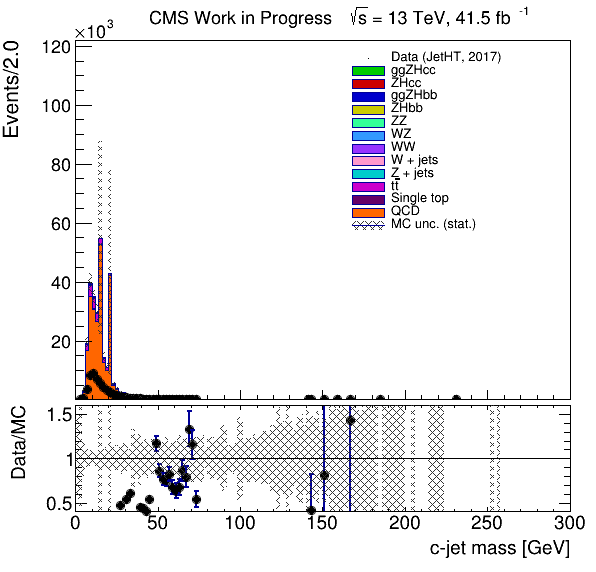 CMS Work in Progress √s = 13 TeV, 41.5 fb⁻¹
×10³
Events/2.0
120
100
80
60
40
20
Data (JetHT, 2017)
ggZHcc
ZHcc
ggZHbb
ZHbb
ZZ
WZ
WW
W + jets
Z + jets
tt̄
Single top
QCD
MC unc. (stat.)
Data/MC
1.5
1
0.5
0 50 100 150 200 250 300
c-jet mass [GeV]